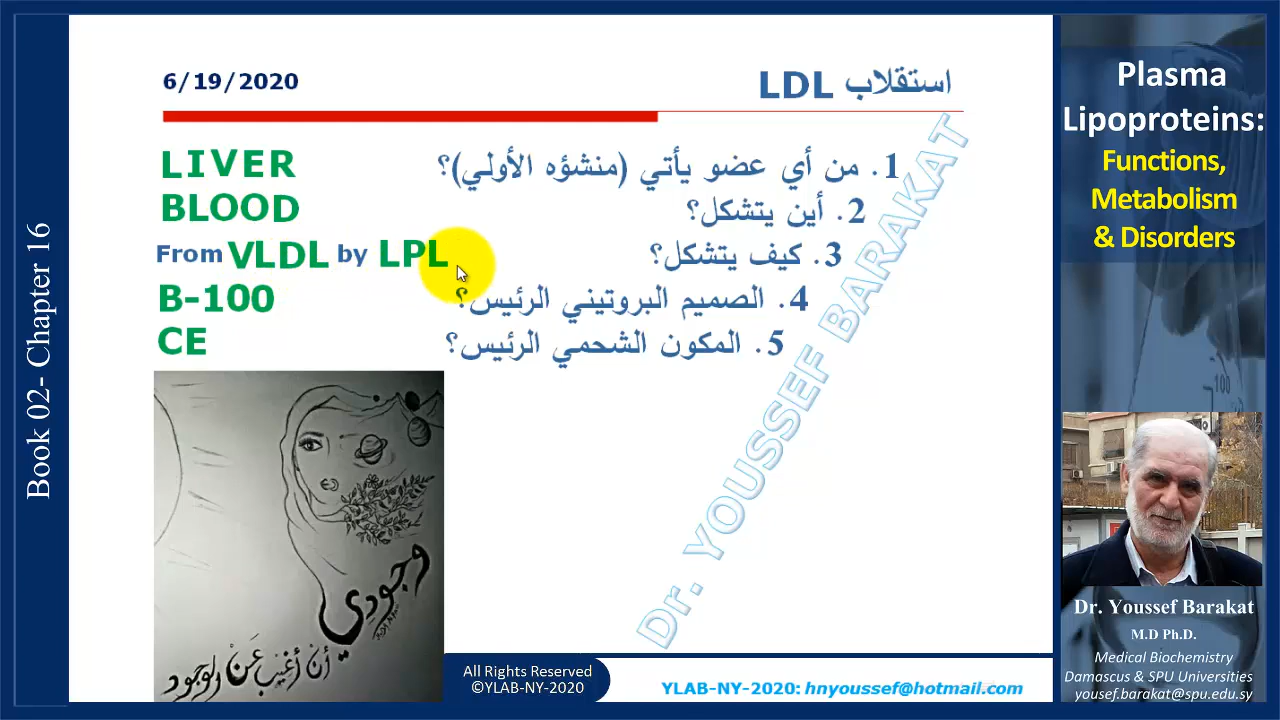 Book 02- Chapter 16
6/19/2020
استقلاب LDL
1. من أي عضو يأتي (منشؤه الأولي)؟
LIVER
2. أين يتشكل؟
BLOOD
3. كيف يتشكل؟
From VLDL by LPL
4. الصميم البروتيني الرئيس؟
B-100
5. المكون الشحمي الرئيس؟
CE
Dr. YOUSSEF BARAKAT
وجودي
أن أغيب عن الوجود
All Rights Reserved
©YLAB-NY-2020
YLAB-NY-2020: hnyoussef@hotmail.com
Plasma
Lipoproteins:
Functions,
Metabolism
& Disorders
100
Dr. Youssef Barakat
M.D Ph.D.
Medical Biochemistry
Damascus & SPU Universities
yousef.barakat@spu.edu.sy